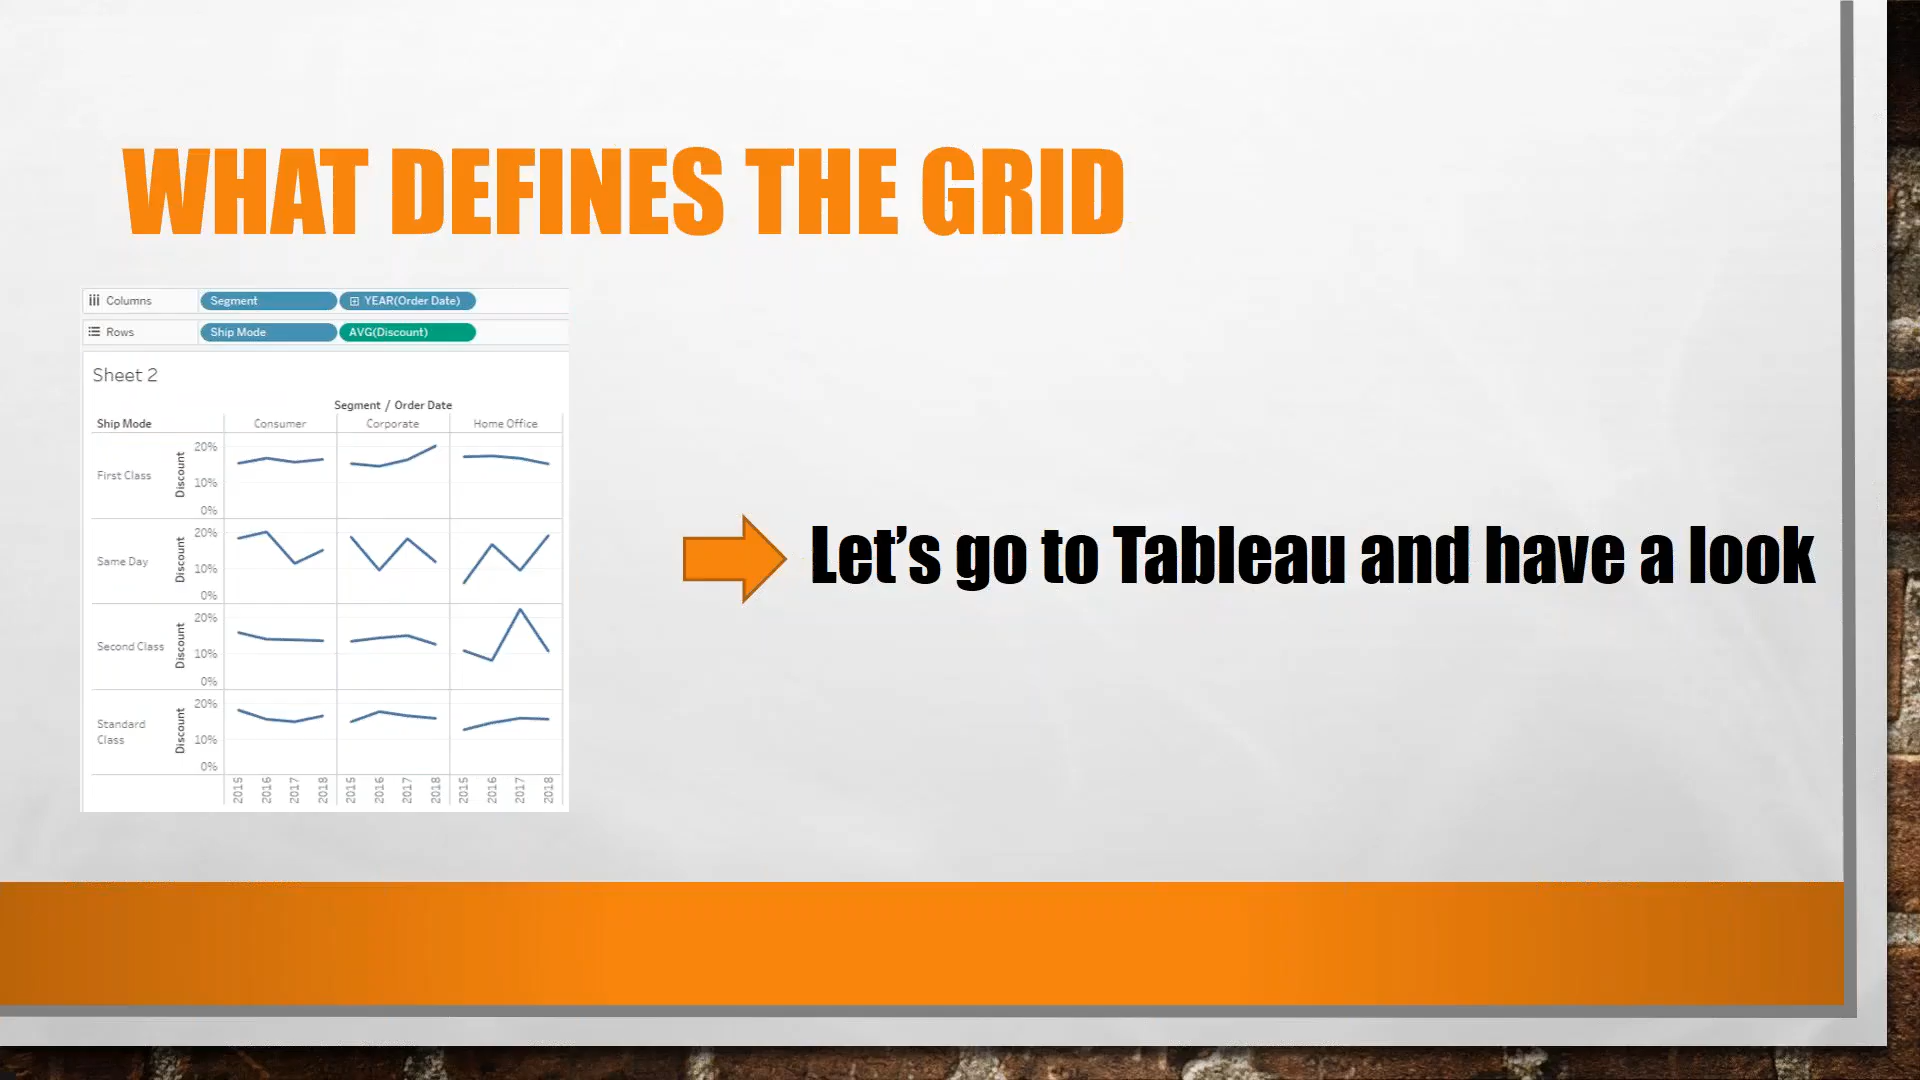 WHAT DEFINES THE GRID
Columns Segment YEAR(Order Date)
Rows Ship Mode AVG(Discount)
Sheet 2
Segment / Order Date
Ship Mode Consumer Corporate Home Office
First Class Discount 20% 10% 0%
Same Day Discount 20% 10% 0%
Second Class Discount 20% 10% 0%
Standard Class Discount 20% 10% 0%
2015 2016 2017 2018 2015 2016 2017 2018 2015 2016 2017 2018
Let's go to Tableau and have a look